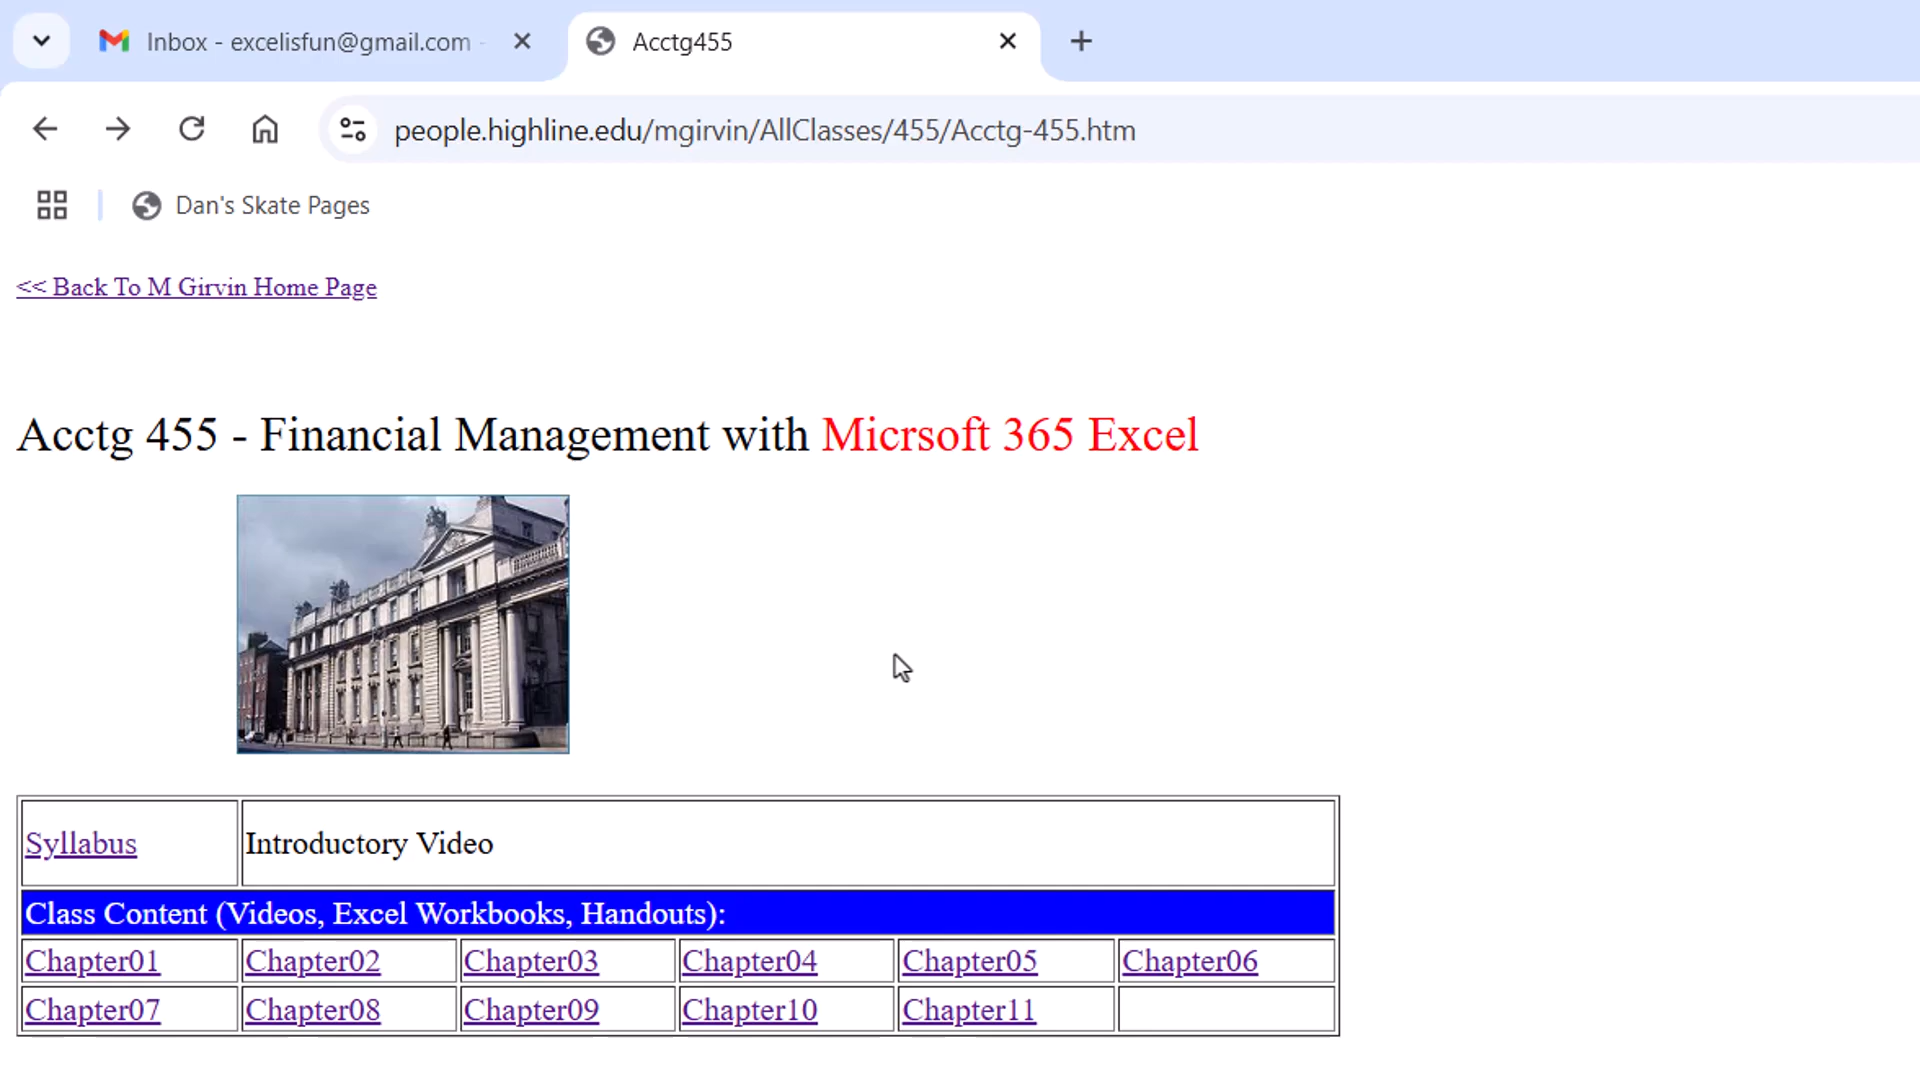 Inbox - excelisfun@gmail.com -
Acctg455
people.highline.edu/mgirvin/AllClasses/455/Acctg-455.htm
Dan's Skate Pages
<< Back To M Girvin Home Page
Acctg 455 - Financial Management with Micrsoft 365 Excel
Syllabus Introductory Video
Class Content (Videos, Excel Workbooks, Handouts):
Chapter01 Chapter02 Chapter03 Chapter04 Chapter05 Chapter06
Chapter07 Chapter08 Chapter09 Chapter10 Chapter11